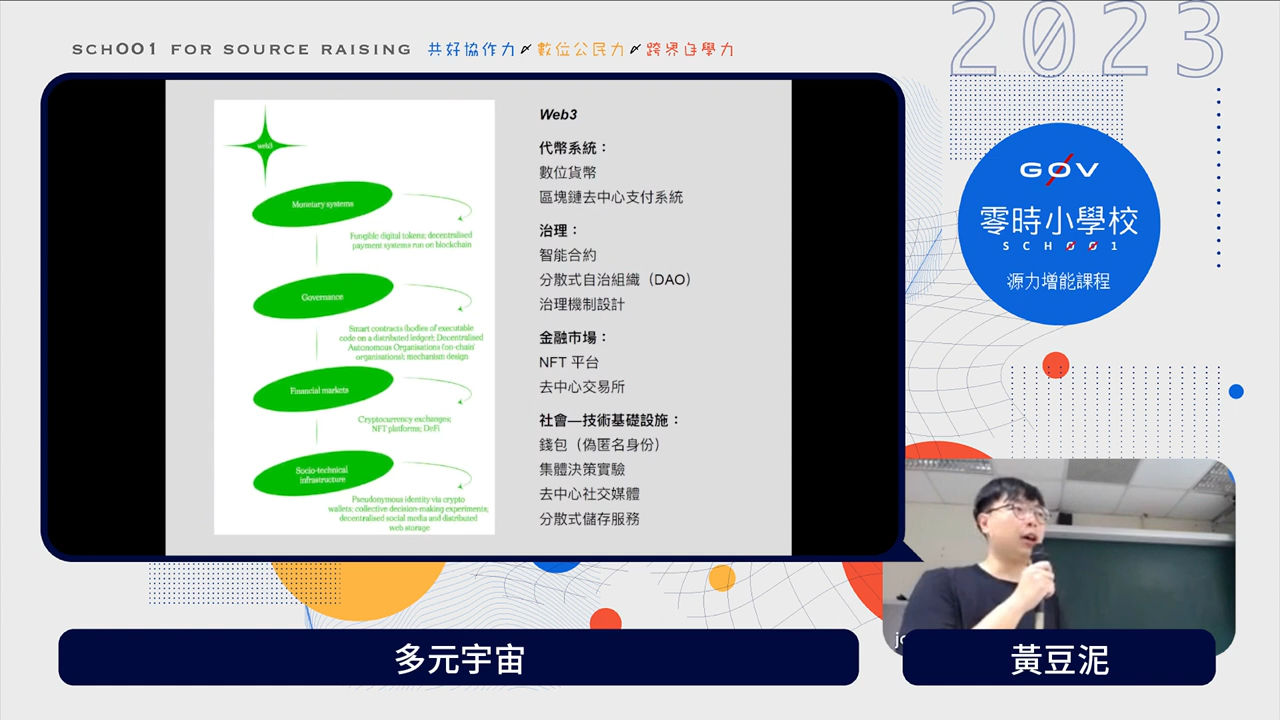 SCH001 FOR SOURCE RAISING 共好協作力 數位公民力 跨界自學力
2023
G0V
零時小學校
SCH001
源力增能課程
web3
Monetary systems
Fungible digital tokens; decentralised
payment systems run on blockchain
Governance
Smart contracts (bodies of executable
code on a distributed ledger); Decentralised
Autonomous Organisations (on-chain
organisations); mechanism design
Financial markets
Cryptocurrency exchanges;
NFT platforms; DeFi
Socio-technical
infrastructure
Pseudonymous identity via crypto
wallets; collective decision-making experiments;
decentralised social media and distributed
web storage
Web3
代幣系統：
數位貨幣
區塊鏈去中心支付系統
治理：
智能合約
分散式自治組織（DAO）
治理機制設計
金融市場：
NFT 平台
去中心交易所
社會—技術基礎設施：
錢包（偽匿名身份）
集體決策實驗
去中心社交媒體
分散式儲存服務
多元宇宙
黃豆泥